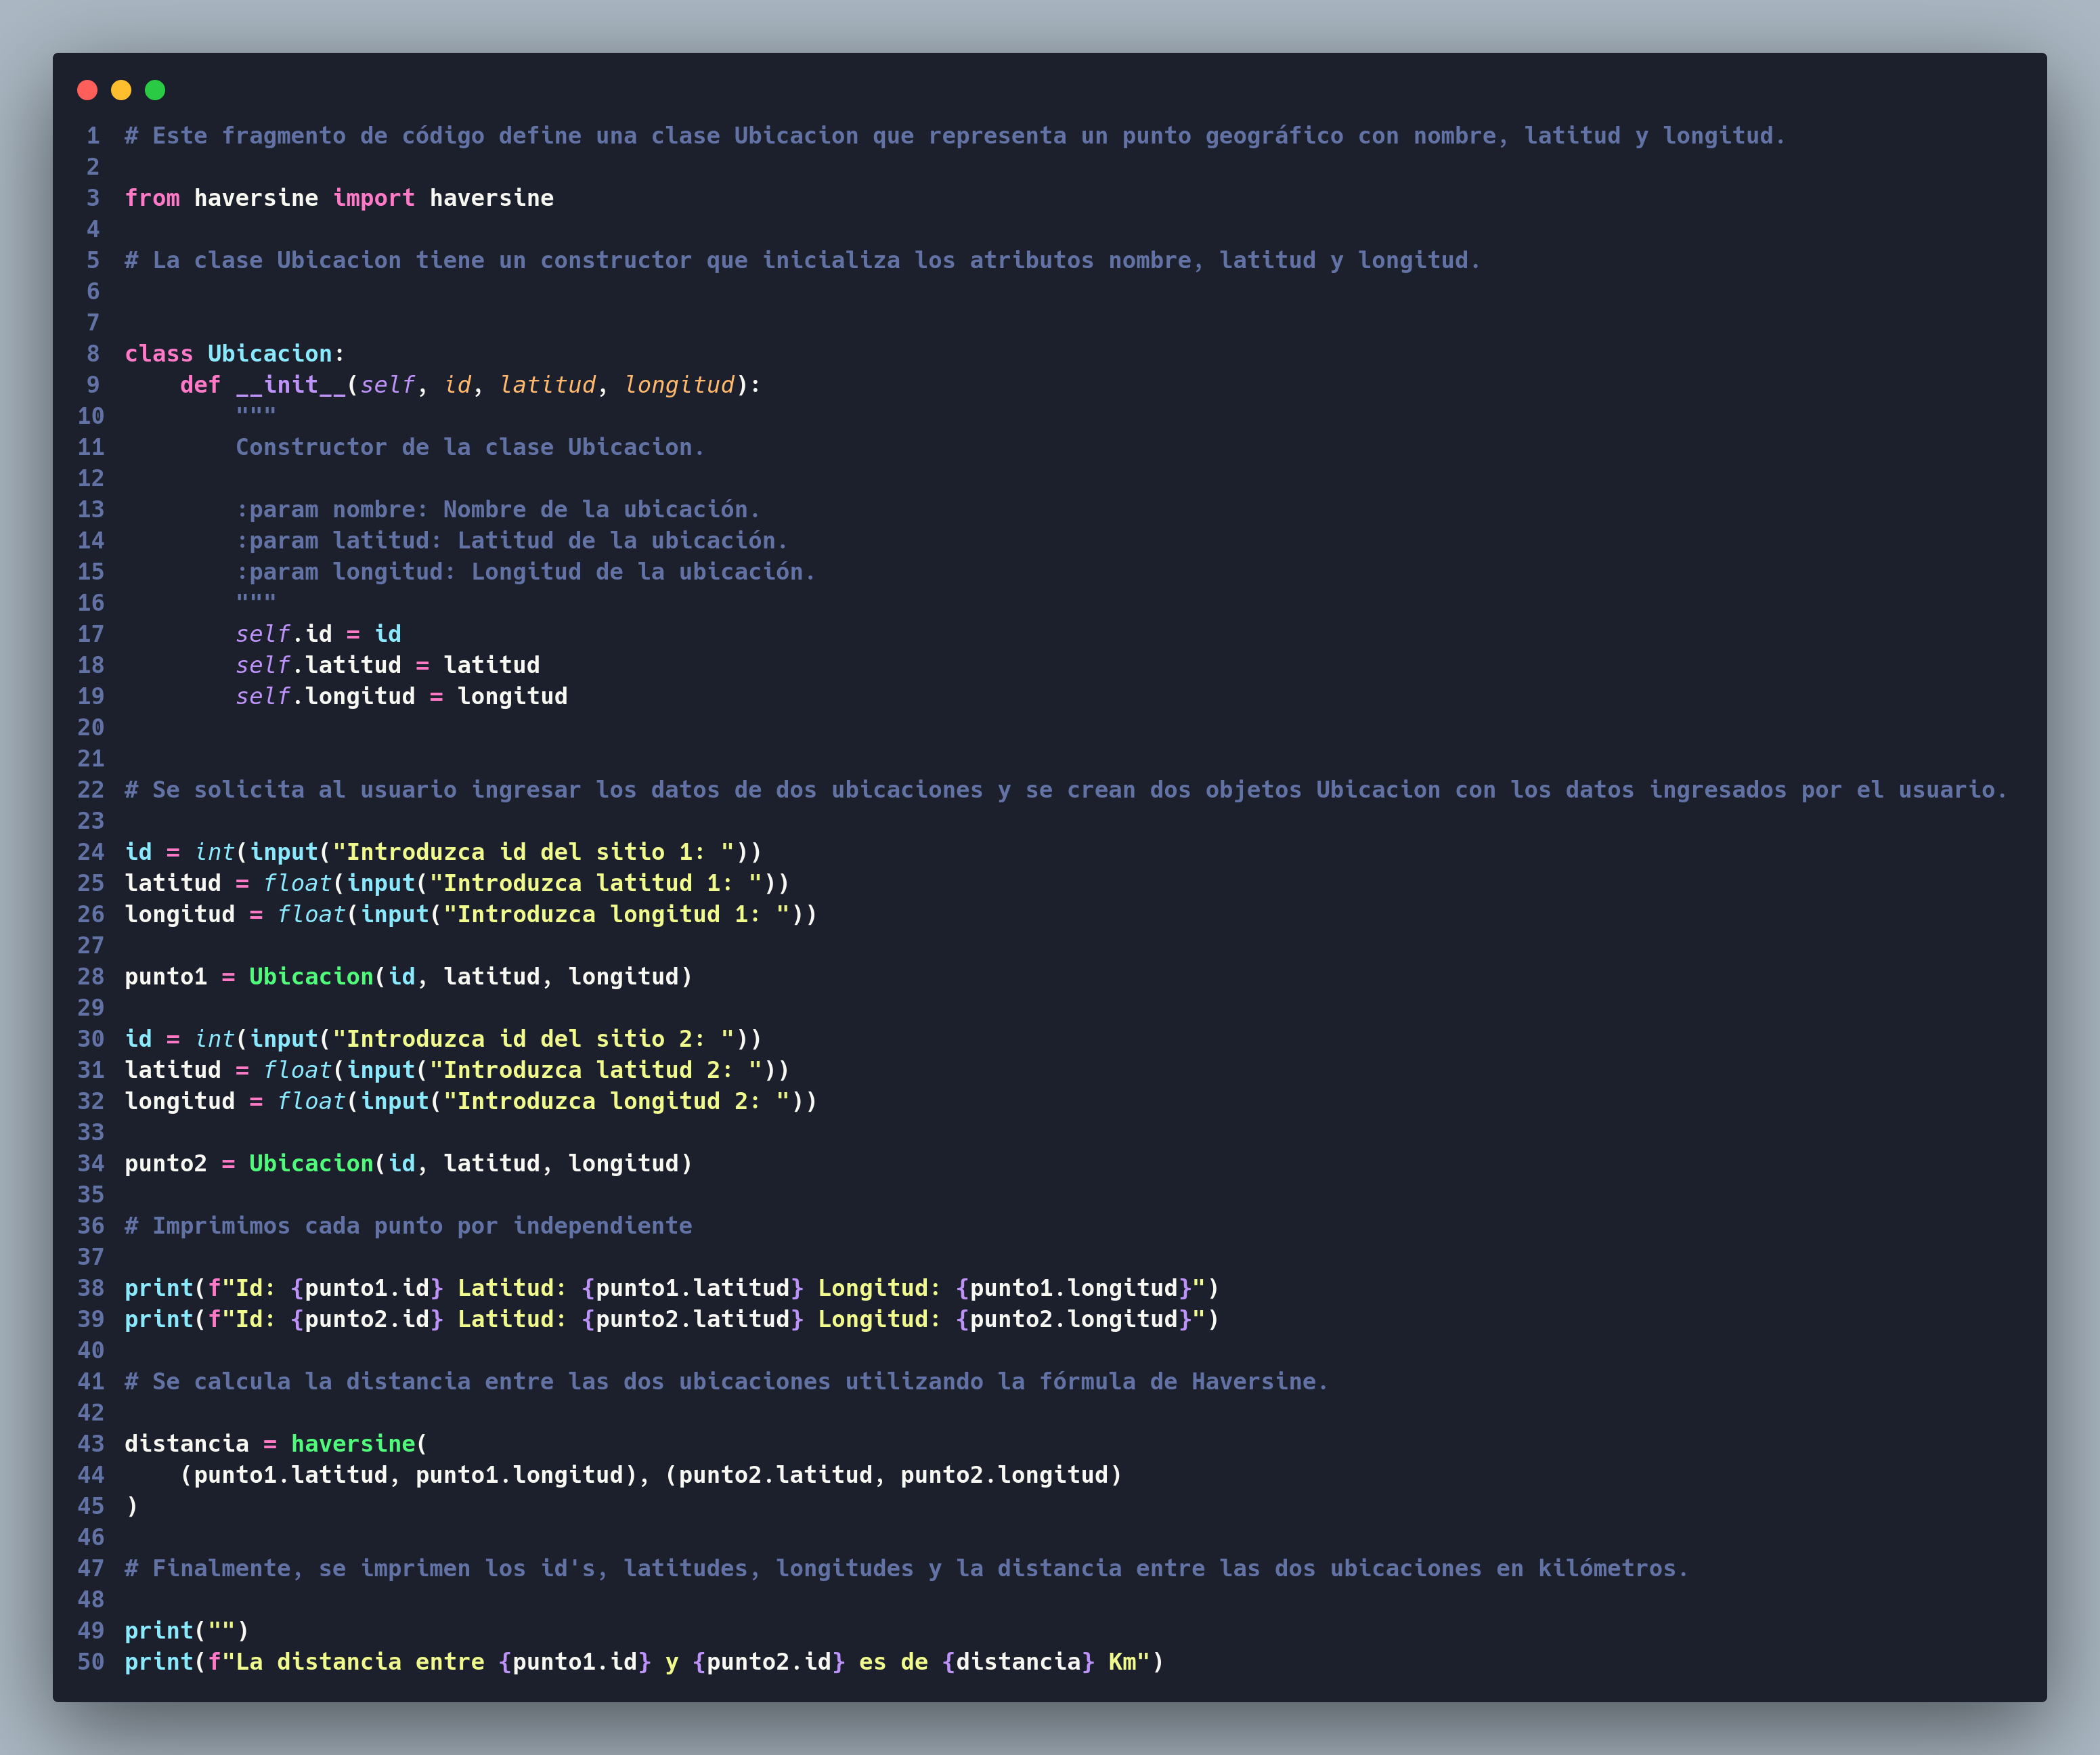 1 # Este fragmento de código define una clase Ubicacion que representa un punto geográfico con nombre, latitud y longitud.
2
3 from haversine import haversine
4
5 # La clase Ubicacion tiene un constructor que inicializa los atributos nombre, latitud y longitud.
6
7
8 class Ubicacion:
9     def __init__(self, id, latitud, longitud):
10         """
11         Constructor de la clase Ubicacion.
12
13         :param nombre: Nombre de la ubicación.
14         :param latitud: Latitud de la ubicación.
15         :param longitud: Longitud de la ubicación.
16         """
17         self.id = id
18         self.latitud = latitud
19         self.longitud = longitud
20
21
22 # Se solicita al usuario ingresar los datos de dos ubicaciones y se crean dos objetos Ubicacion con los datos ingresados por el usuario.
23
24 id = int(input("Introduzca id del sitio 1: "))
25 latitud = float(input("Introduzca latitud 1: "))
26 longitud = float(input("Introduzca longitud 1: "))
27
28 punto1 = Ubicacion(id, latitud, longitud)
29
30 id = int(input("Introduzca id del sitio 2: "))
31 latitud = float(input("Introduzca latitud 2: "))
32 longitud = float(input("Introduzca longitud 2: "))
33
34 punto2 = Ubicacion(id, latitud, longitud)
35
36 # Imprimimos cada punto por independiente
37
38 print(f"Id: {punto1.id} Latitud: {punto1.latitud} Longitud: {punto1.longitud}")
39 print(f"Id: {punto2.id} Latitud: {punto2.latitud} Longitud: {punto2.longitud}")
40
41 # Se calcula la distancia entre las dos ubicaciones utilizando la fórmula de Haversine.
42
43 distancia = haversine(
44     (punto1.latitud, punto1.longitud), (punto2.latitud, punto2.longitud)
45 )
46
47 # Finalmente, se imprimen los id's, latitudes, longitudes y la distancia entre las dos ubicaciones en kilómetros.
48
49 print("")
50 print(f"La distancia entre {punto1.id} y {punto2.id} es de {distancia} Km")